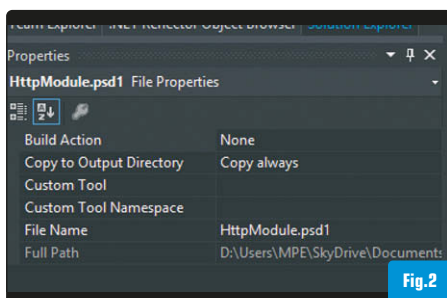 Team Explorer .NET Reflector Object Browser Solution Explorer
Properties
HttpModule.psd1 File Properties
Build Action None
Copy to Output Directory Copy always
Custom Tool
Custom Tool Namespace
File Name HttpModule.psd1
Full Path D:\Users\MPE\SkyDrive\Documents
Fig.2